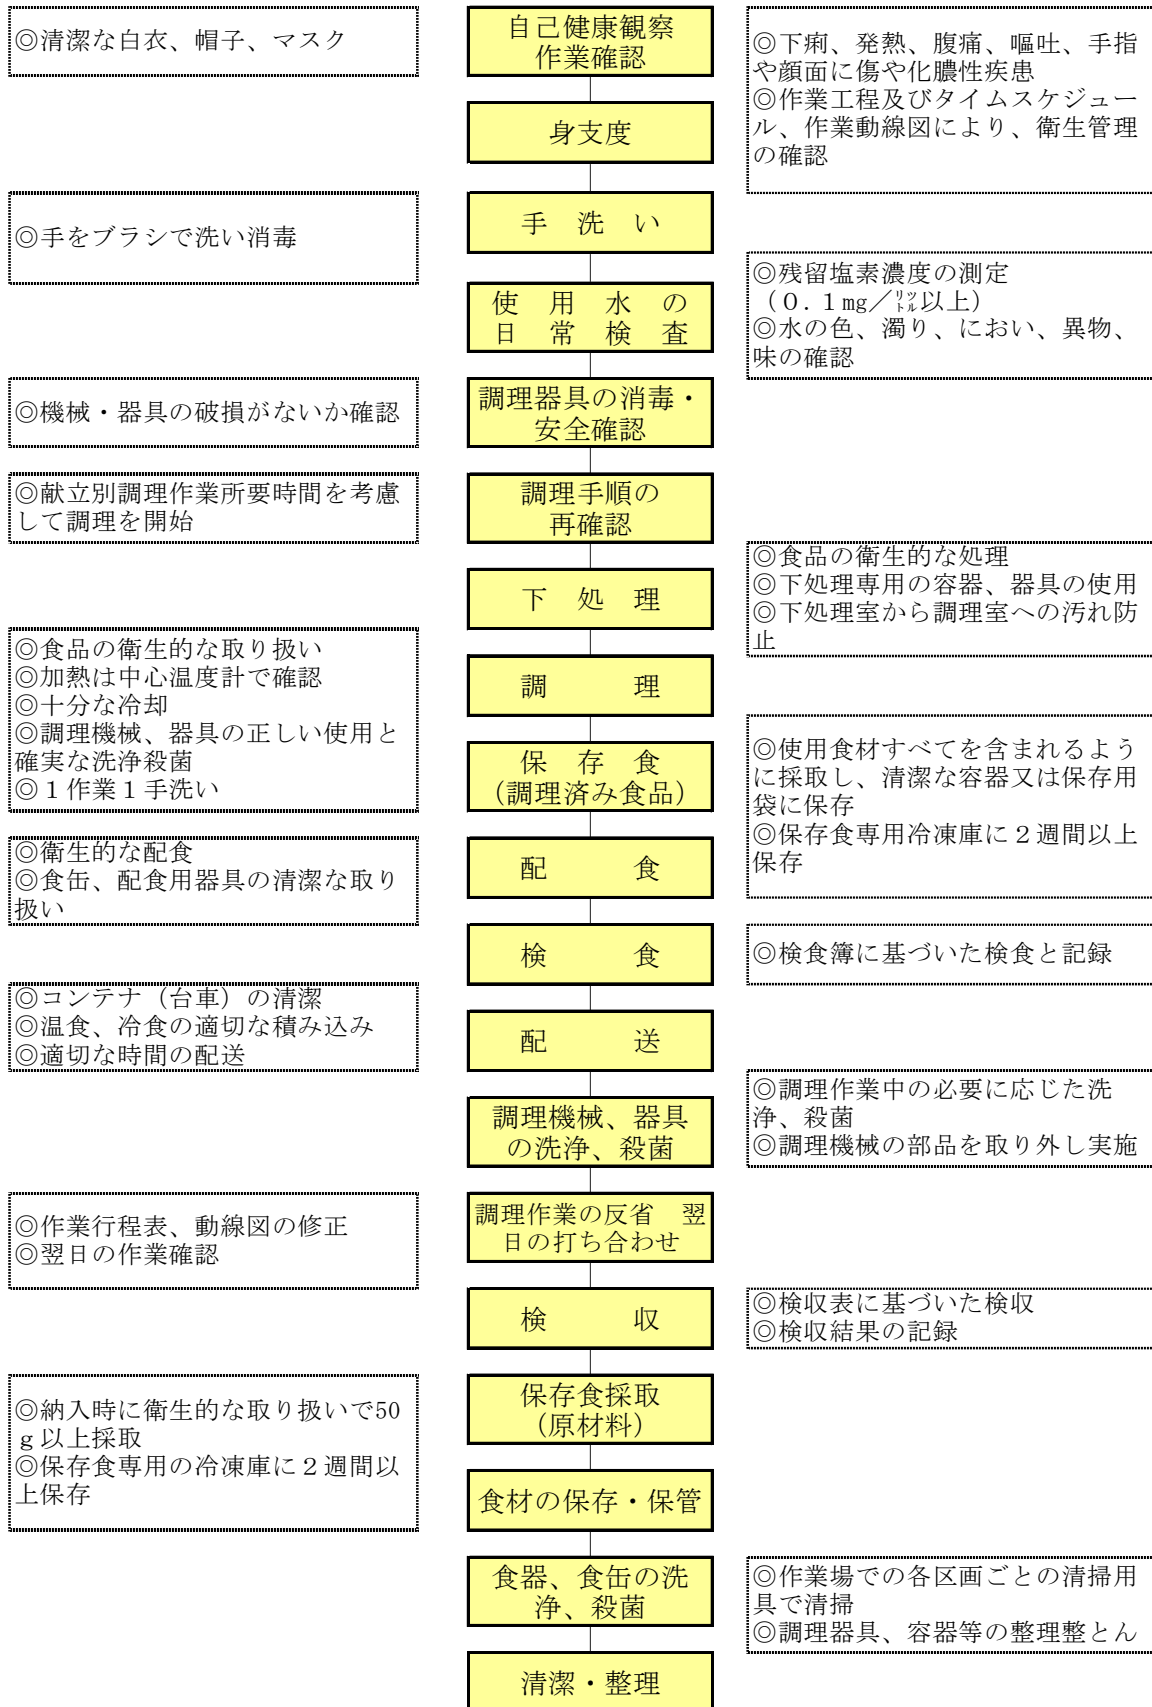 ◎清潔な白衣、帽子、マスク
自己健康観察
作業確認
◎下痢、発熱、腹痛、嘔吐、手指
や顔面に傷や化膿性疾患
◎作業工程及びタイムスケジュー
ル、作業動線図により、衛生管理
の確認
身支度
◎手をブラシで洗い消毒
手　洗　い
使　用　水　の
日　常　検　査
◎残留塩素濃度の測定
（０．１mg／㍑以上）
◎水の色、濁り、におい、異物、
味の確認
◎機械・器具の破損がないか確認
調理器具の消毒・
安全確認
◎献立別調理作業所要時間を考慮
して調理を開始
調理手順の
再確認
下　処　理
◎食品の衛生的な処理
◎下処理専用の容器、器具の使用
◎下処理室から調理室への汚れ防
止
◎食品の衛生的な取り扱い
◎加熱は中心温度計で確認
◎十分な冷却
◎調理機械、器具の正しい使用と
確実な洗浄殺菌
◎１作業１手洗い
調　　　理
保　存　食
（調理済み食品）
◎使用食材すべてを含まれるよう
に採取し、清潔な容器又は保存用
袋に保存
◎保存食専用冷凍庫に２週間以上
保存
◎衛生的な配食
◎食缶、配食用器具の清潔な取り
扱い
配　　　食
検　　　食
◎検食簿に基づいた検食と記録
◎コンテナ（台車）の清潔
◎温食、冷食の適切な積み込み
◎適切な時間の配送
配　　　送
調理機械、器具
の洗浄、殺菌
◎調理作業中の必要に応じた洗
浄、殺菌
◎調理機械の部品を取り外し実施
◎作業行程表、動線図の修正
◎翌日の作業確認
調理作業の反省　翌
日の打ち合わせ
検　　　収
◎検収表に基づいた検収
◎検収結果の記録
◎納入時に衛生的な取り扱いで50
ｇ以上採取
◎保存食専用の冷凍庫に２週間以
上保存
保存食採取
（原材料）
食材の保存・保管
食器、食缶の洗
浄、殺菌
◎作業場での各区画ごとの清掃用
具で清掃
◎調理器具、容器等の整理整とん
清潔・整理